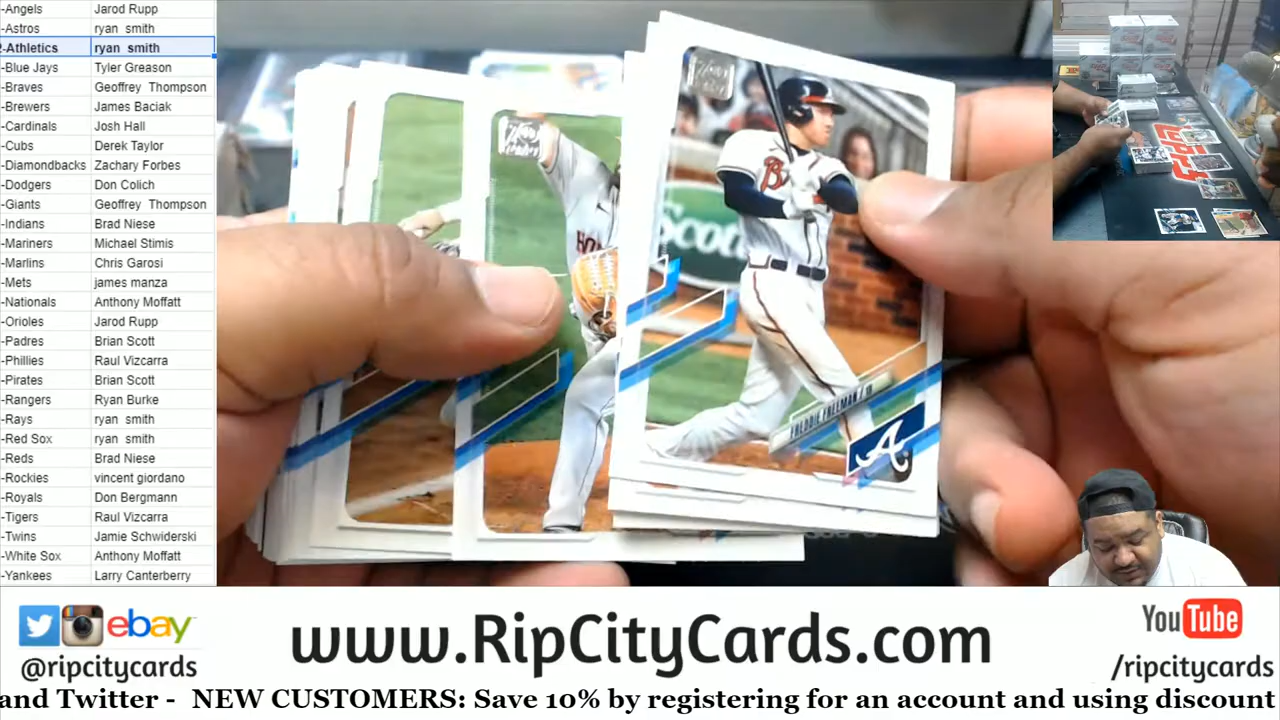 -Angels Jarod Rupp
-Astros ryan smith
-Athletics ryan smith
-Blue Jays Tyler Greason
-Braves Geoffrey Thompson
-Brewers James Baciak
-Cardinals Josh Hall
-Cubs Derek Taylor
-Diamondbacks Zachary Forbes
-Dodgers Don Colich
-Giants Geoffrey Thompson
-Indians Brad Niese
-Mariners Michael Stimis
-Marlins Chris Garosi
-Mets james manza
-Nationals Anthony Moffatt
-Orioles Jarod Rupp
-Padres Brian Scott
-Phillies Raul Vizcarra
-Pirates Brian Scott
-Rangers Ryan Burke
-Rays ryan smith
-Red Sox ryan smith
-Reds Brad Niese
-Rockies vincent giordano
-Royals Don Bergmann
-Tigers Raul Vizcarra
-Twins Jamie Schwiderski
-White Sox Anthony Moffatt
-Yankees Larry Canterberry
FREDDIE FREEMAN / 1B
A
ebay
@ripcitycards
www.RipCityCards.com
YouTube
/ripcitycards
and Twitter - NEW CUSTOMERS: Save 10% by registering for an account and using discount